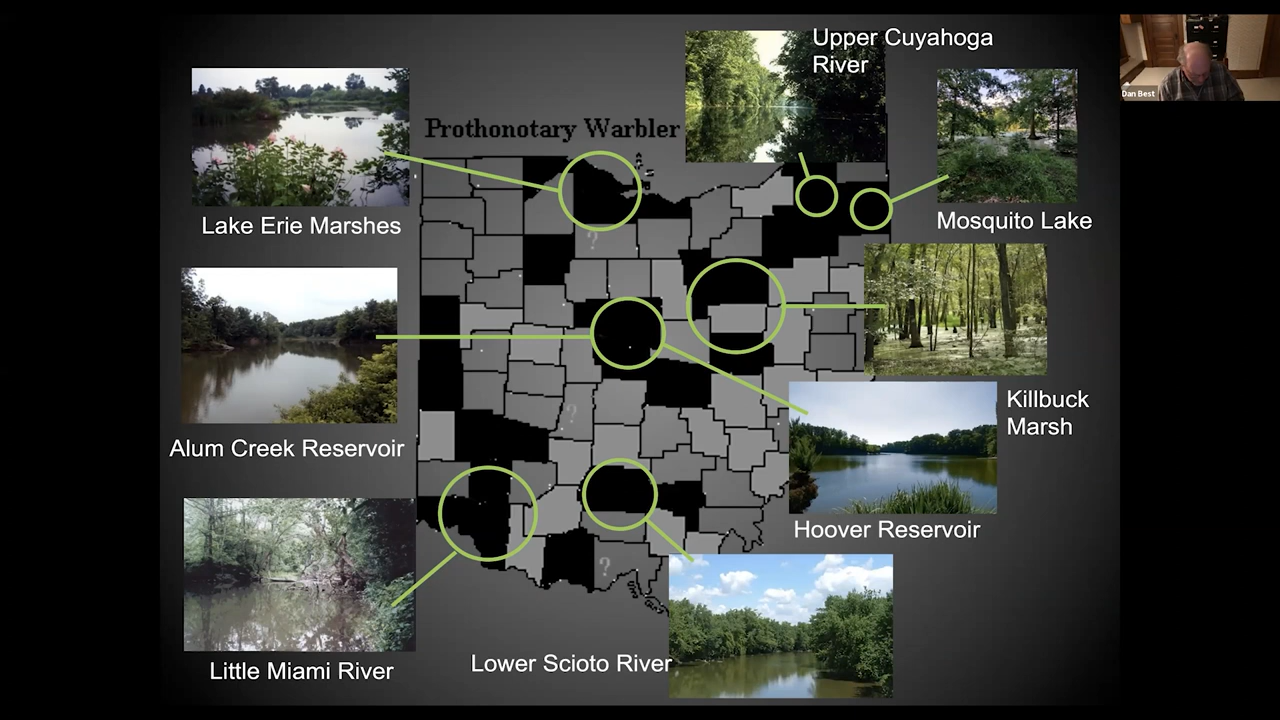 Upper Cuyahoga
River
Dan Best
Prothonotary Warbler
Lake Erie Marshes
Mosquito Lake
?
Killbuck
Marsh
?
Alum Creek Reservoir
Hoover Reservoir
?
Lower Scioto River
Little Miami River